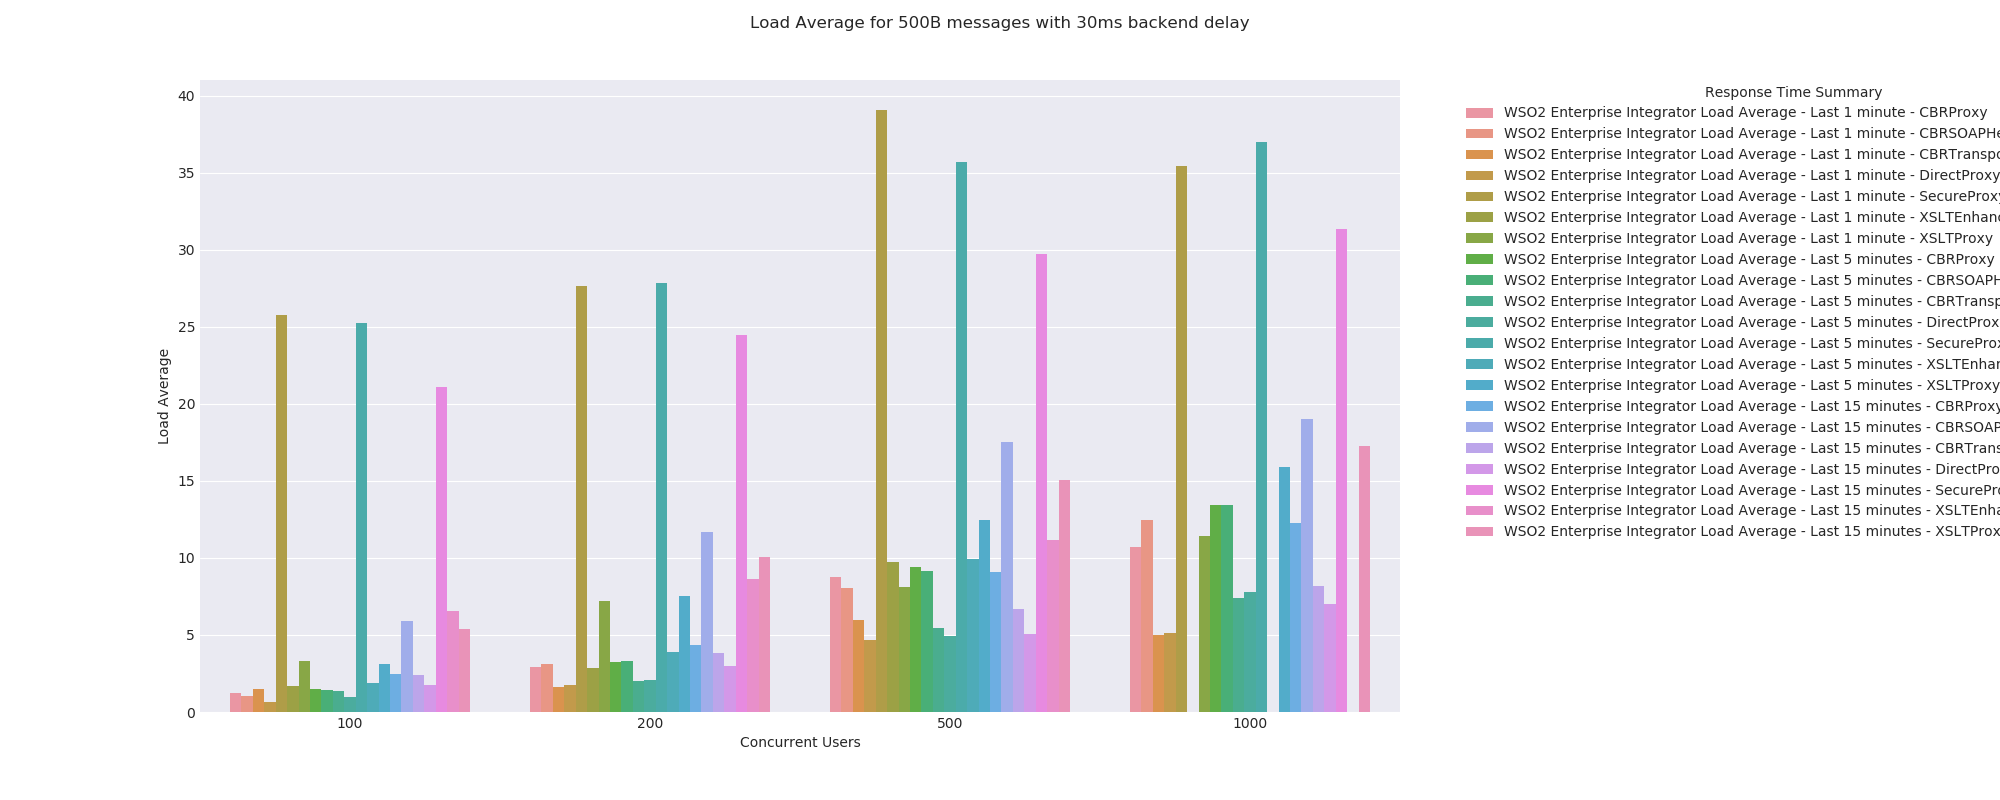 Load Average for 500B messages with 30ms backend delay
40
35
30
25
20
15
10
5
0
Load Average
100
200
500
1000
Concurrent Users
Response Time Summary
WSO2 Enterprise Integrator Load Average - Last 1 minute - CBRProxy
WSO2 Enterprise Integrator Load Average - Last 1 minute - CBRSOAPHe
WSO2 Enterprise Integrator Load Average - Last 1 minute - CBRTranspo
WSO2 Enterprise Integrator Load Average - Last 1 minute - DirectProxy
WSO2 Enterprise Integrator Load Average - Last 1 minute - SecureProxy
WSO2 Enterprise Integrator Load Average - Last 1 minute - XSLTEnhanc
WSO2 Enterprise Integrator Load Average - Last 1 minute - XSLTProxy
WSO2 Enterprise Integrator Load Average - Last 5 minutes - CBRProxy
WSO2 Enterprise Integrator Load Average - Last 5 minutes - CBRSOAPH
WSO2 Enterprise Integrator Load Average - Last 5 minutes - CBRTransp
WSO2 Enterprise Integrator Load Average - Last 5 minutes - DirectProx
WSO2 Enterprise Integrator Load Average - Last 5 minutes - SecureProx
WSO2 Enterprise Integrator Load Average - Last 5 minutes - XSLTEnhan
WSO2 Enterprise Integrator Load Average - Last 5 minutes - XSLTProxy
WSO2 Enterprise Integrator Load Average - Last 15 minutes - CBRProxy
WSO2 Enterprise Integrator Load Average - Last 15 minutes - CBRSOAP
WSO2 Enterprise Integrator Load Average - Last 15 minutes - CBRTrans
WSO2 Enterprise Integrator Load Average - Last 15 minutes - DirectPro
WSO2 Enterprise Integrator Load Average - Last 15 minutes - SecurePro
WSO2 Enterprise Integrator Load Average - Last 15 minutes - XSLTEnha
WSO2 Enterprise Integrator Load Average - Last 15 minutes - XSLTProx